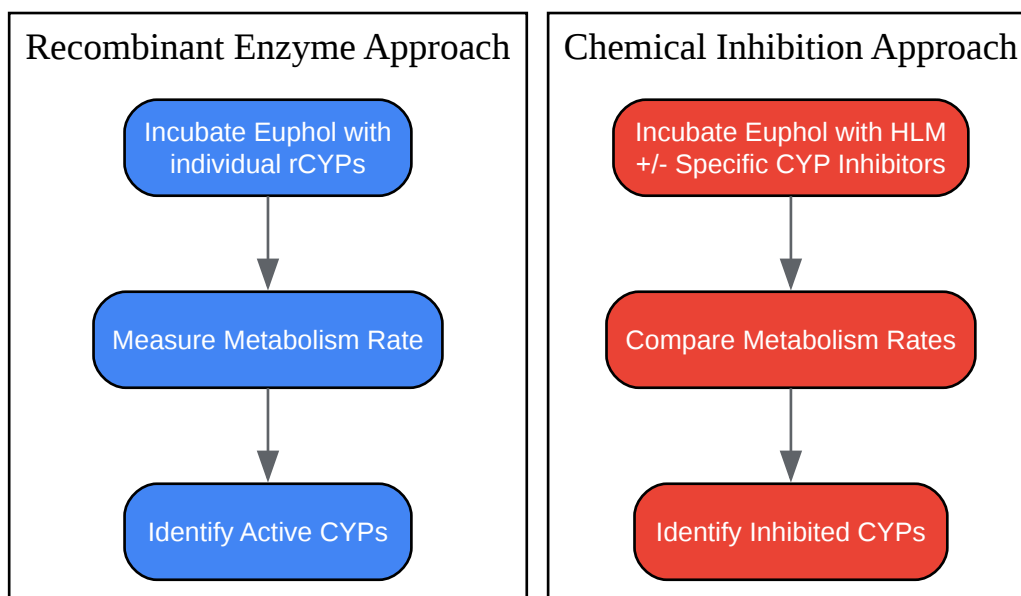 Recombinant Enzyme Approach
Incubate Euphol with
individual rCYPs
Measure Metabolism Rate
Identify Active CYPs
Chemical Inhibition Approach
Incubate Euphol with HLM
+/- Specific CYP Inhibitors
Compare Metabolism Rates
Identify Inhibited CYPs